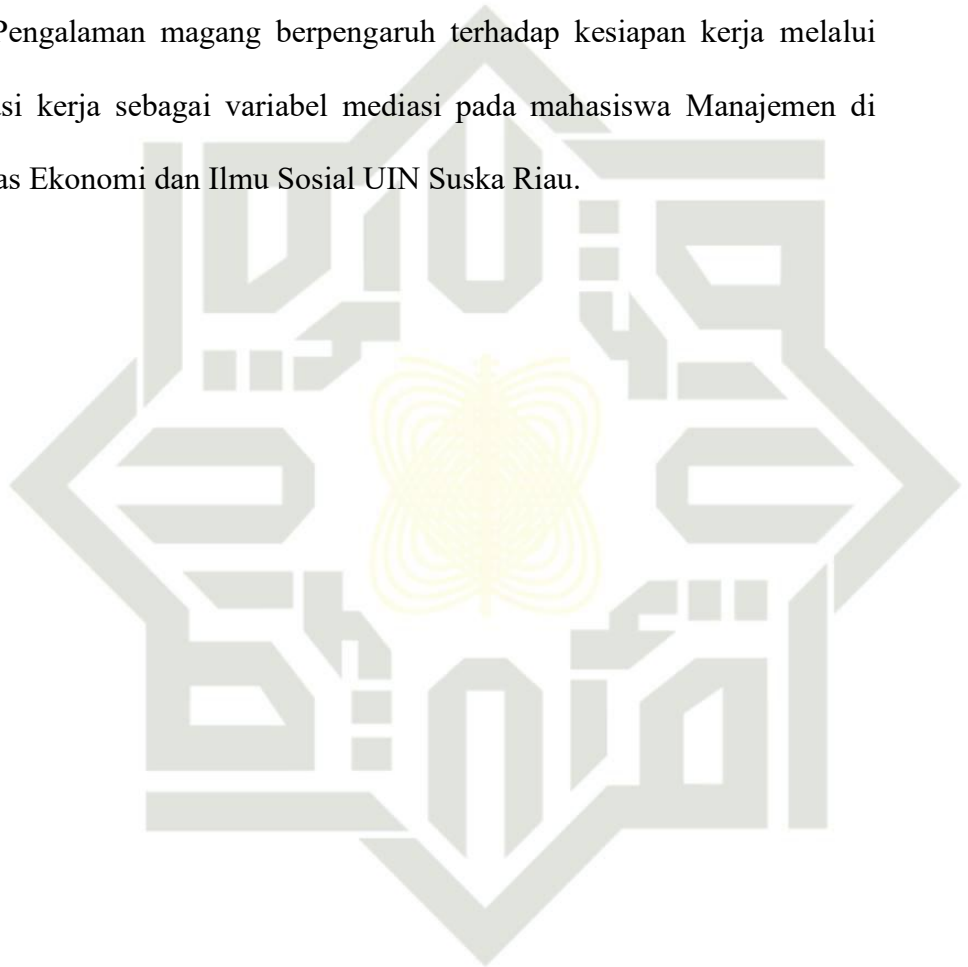 Pengalaman magang berpengaruh terhadap kesiapan kerja melalui
si kerja sebagai variabel mediasi pada mahasiswa Manajemen di
as Ekonomi dan Ilmu Sosial UIN Suska Riau.